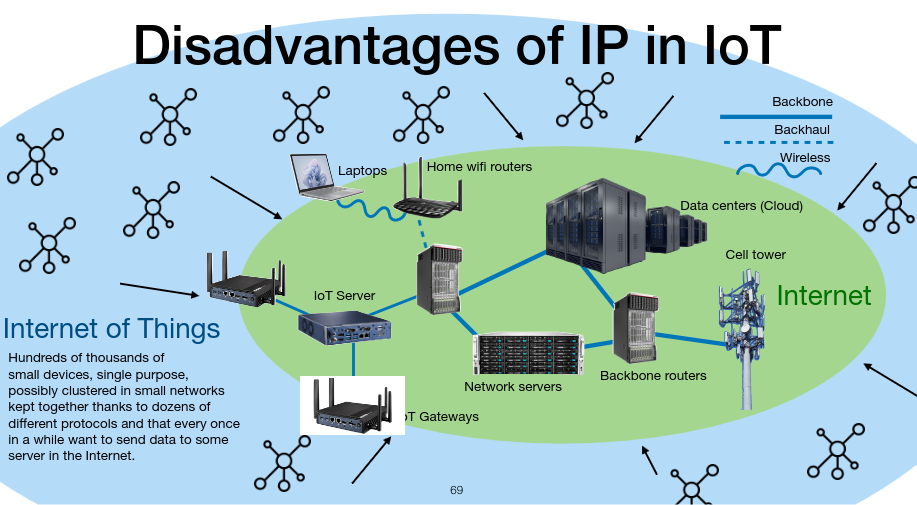 Disadvantages of IP in IoT
Backbone
Backhaul
Wireless
Laptops
Home wifi routers
Data centers (Cloud)
Cell tower
IoT Server
Internet
Internet of Things
Hundreds of thousands of
small devices, single purpose,
possibly clustered in small networks
kept together thanks to dozens of
different protocols and that every once
in a while want to send data to some
server in the Internet.
Network servers
Backbone routers
oT Gateways
69